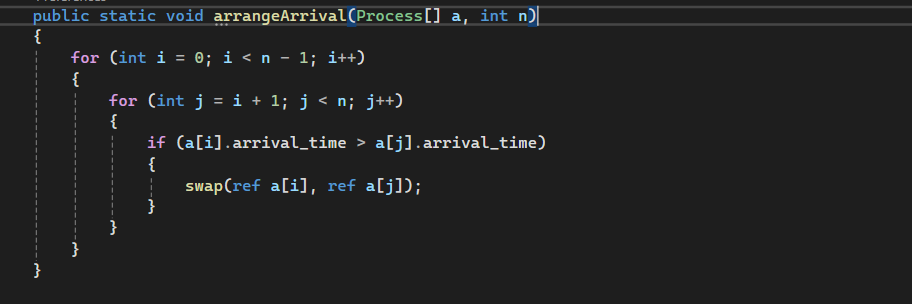 public static void arrangeArrival(Process[] a, int n)
{
for (int i = 0; i < n - 1; i++)
{
for (int j = i + 1; j < n; j++)
{
if (a[i].arrival_time > a[j].arrival_time)
{
swap(ref a[i], ref a[j]);
}
}
}
}